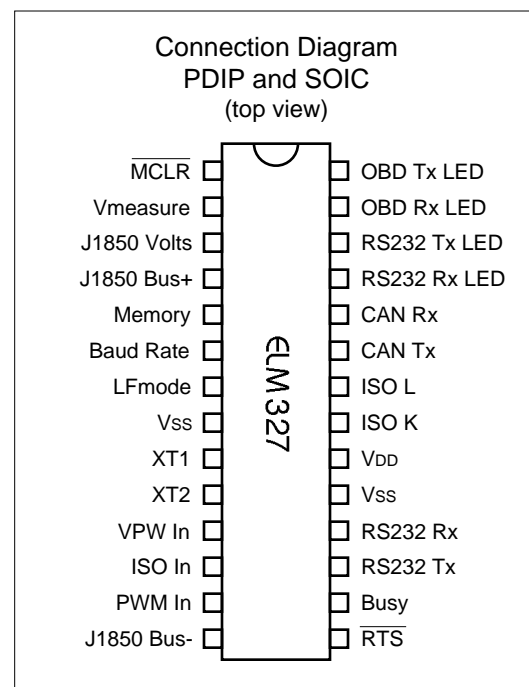 Connection Diagram
PDIP and SOIC
(top view)
MCLR OBD Tx LED
Vmeasure OBD Rx LED
J1850 Volts RS232 Tx LED
J1850 Bus+ RS232 Rx LED
Memory CAN Rx
Baud Rate CAN Tx
LFmode ISO L
Vss ISO K
XT1 VDD
XT2 Vss
VPW In RS232 Rx
ISO In RS232 Tx
PWM In Busy
J1850 Bus- RTS
ELM327